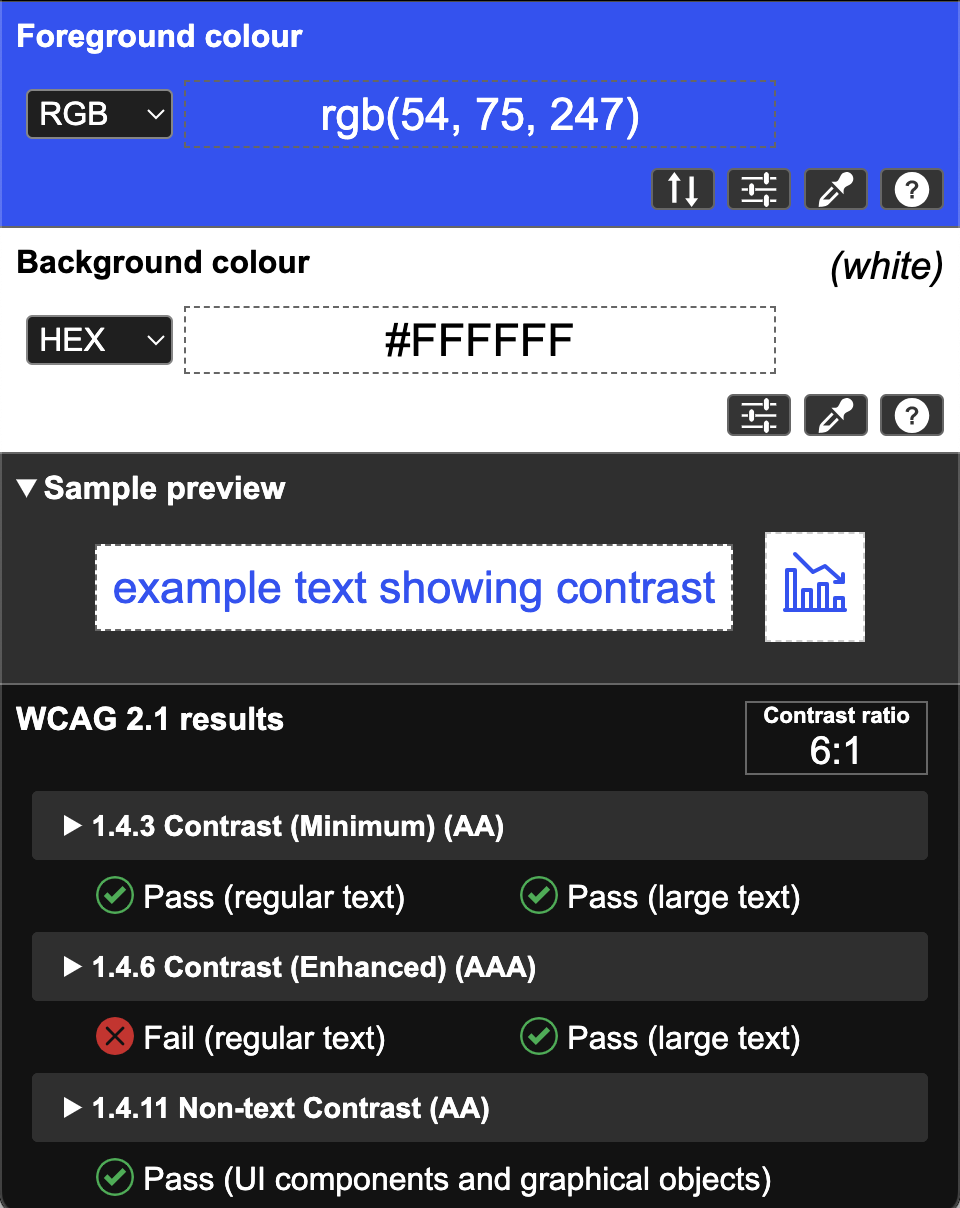 Foreground colour
RGB rgb(54, 75, 247)
?
Background colour (white)
HEX #FFFFFF
?
Sample preview
example text showing contrast
WCAG 2.1 results
Contrast ratio
6:1
1.4.3 Contrast (Minimum) (AA)
Pass (regular text) Pass (large text)
1.4.6 Contrast (Enhanced) (AAA)
Fail (regular text) Pass (large text)
1.4.11 Non-text Contrast (AA)
Pass (UI components and graphical objects)